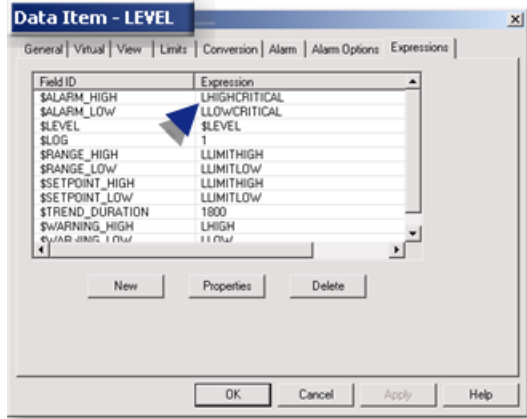 Data Item - LEVEL
General Virtual View Limits Conversion Alarm Alarm Options Expressions
Field ID Expression
$ALARM_HIGH LHIGHCRITICAL
$ALARM_LOW LLOWCRITICAL
$LEVEL $LEVEL
$LOG 1
$RANGE_HIGH LLIMITHIGH
$RANGE_LOW LLIMITLOW
$SETPOINT_HIGH LLIMITHIGH
$SETPOINT_LOW LLIMITLOW
$TREND_DURATION 1800
$WARNING_HIGH LHIGH
$WARNING_LOW LLOW
New Properties Delete
OK Cancel Apply Help